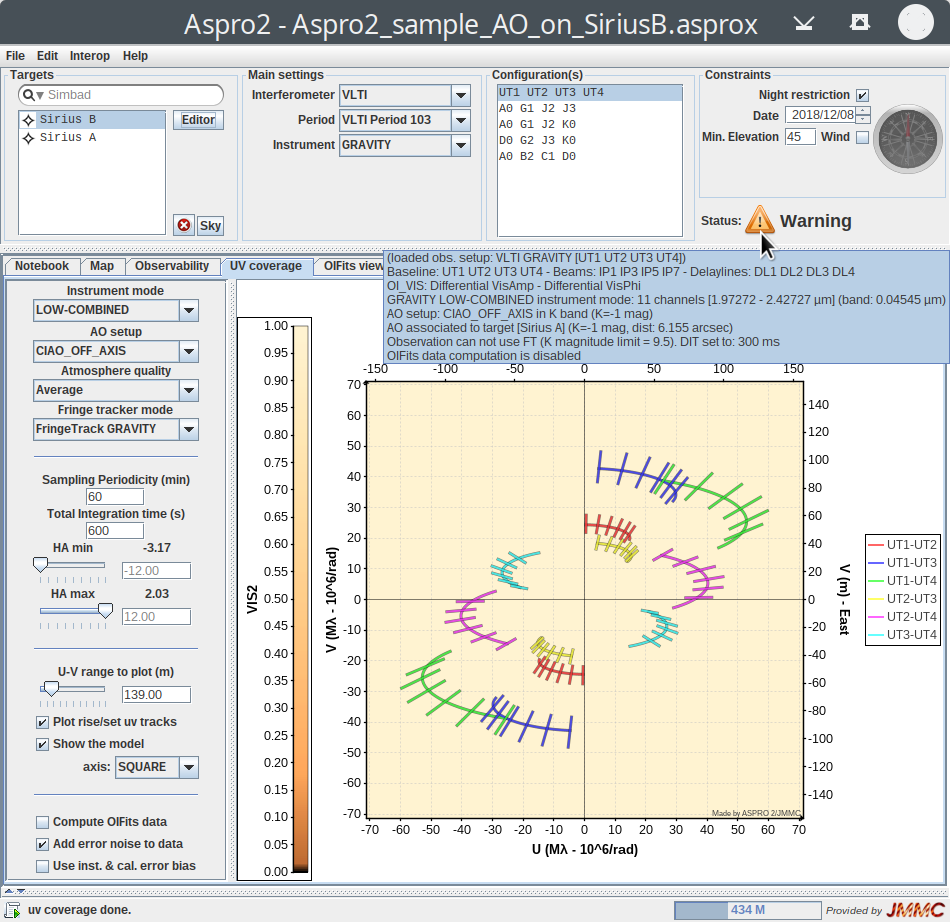 Aspro2 - Aspro2_sample_AO_on_SiriusB.asprox
File Edit Interop Help
Targets
Simbad
Sirius B
Sirius A
Editor
Sky
Main settings
Interferometer VLTI
Period VLTI Period 103
Instrument GRAVITY
Configuration(s)
UT1 UT2 UT3 UT4
A0 G1 J2 J3
A0 G1 J2 K0
D0 G2 J3 K0
A0 B2 C1 D0
Constraints
Night restriction
Date 2018/12/08
Min. Elevation 45 Wind
Status: Warning
Notebook Map Observability UV coverage OIFits view
(loaded obs. setup: VLTI GRAVITY [UT1 UT2 UT3 UT4])
Baseline: UT1 UT2 UT3 UT4 - Beams: IP1 IP3 IP5 IP7 - Delaylines: DL1 DL2 DL3 DL4
OI_VIS: Differential VisAmp - Differential VisPhi
GRAVITY LOW-COMBINED instrument mode: 11 channels [1.97272 - 2.42727 µm] (band: 0.04545 µm)
AO setup: CIAO_OFF_AXIS in K band (K=-1 mag)
AO associated to target [Sirius A] (K=-1 mag, dist: 6.155 arcsec)
Observation can not use FT (K magnitude limit = 9.5). DIT set to: 300 ms
OIFits data computation is disabled
Instrument mode
LOW-COMBINED
AO setup
CIAO_OFF_AXIS
Atmosphere quality
Average
Fringe tracker mode
FringeTrack GRAVITY
Sampling Periodicity (min)
60
Total Integration time (s)
600
HA min -3.17
-12.00
HA max 2.03
12.00
U-V range to plot (m)
139.00
Plot rise/set uv tracks
Show the model
axis: SQUARE
Compute OIFits data
Add error noise to data
Use inst. & cal. error bias
1.00
0.95
0.90
0.85
0.80
0.75
0.70
0.65
0.60
0.55
0.50
0.45
0.40
0.35
0.30
0.25
0.20
0.15
0.10
0.05
0.00
VIS2
-150 -100 -50 0 50 100 150
70
60
50
40
30
20
10
0
-10
-20
-30
-40
-50
-60
-70
V (Mλ - 10^6/rad)
140
120
100
80
60
40
20
0
-20
-40
-60
-80
-100
-120
-140
V (m) - East
Made by ASPRO 2/JMMC
-70 -60 -50 -40 -30 -20 -10 0 10 20 30 40 50 60 70
U (Mλ - 10^6/rad)
UT1-UT2
UT1-UT3
UT1-UT4
UT2-UT3
UT2-UT4
UT3-UT4
uv coverage done.
434 M
Provided by JMMC